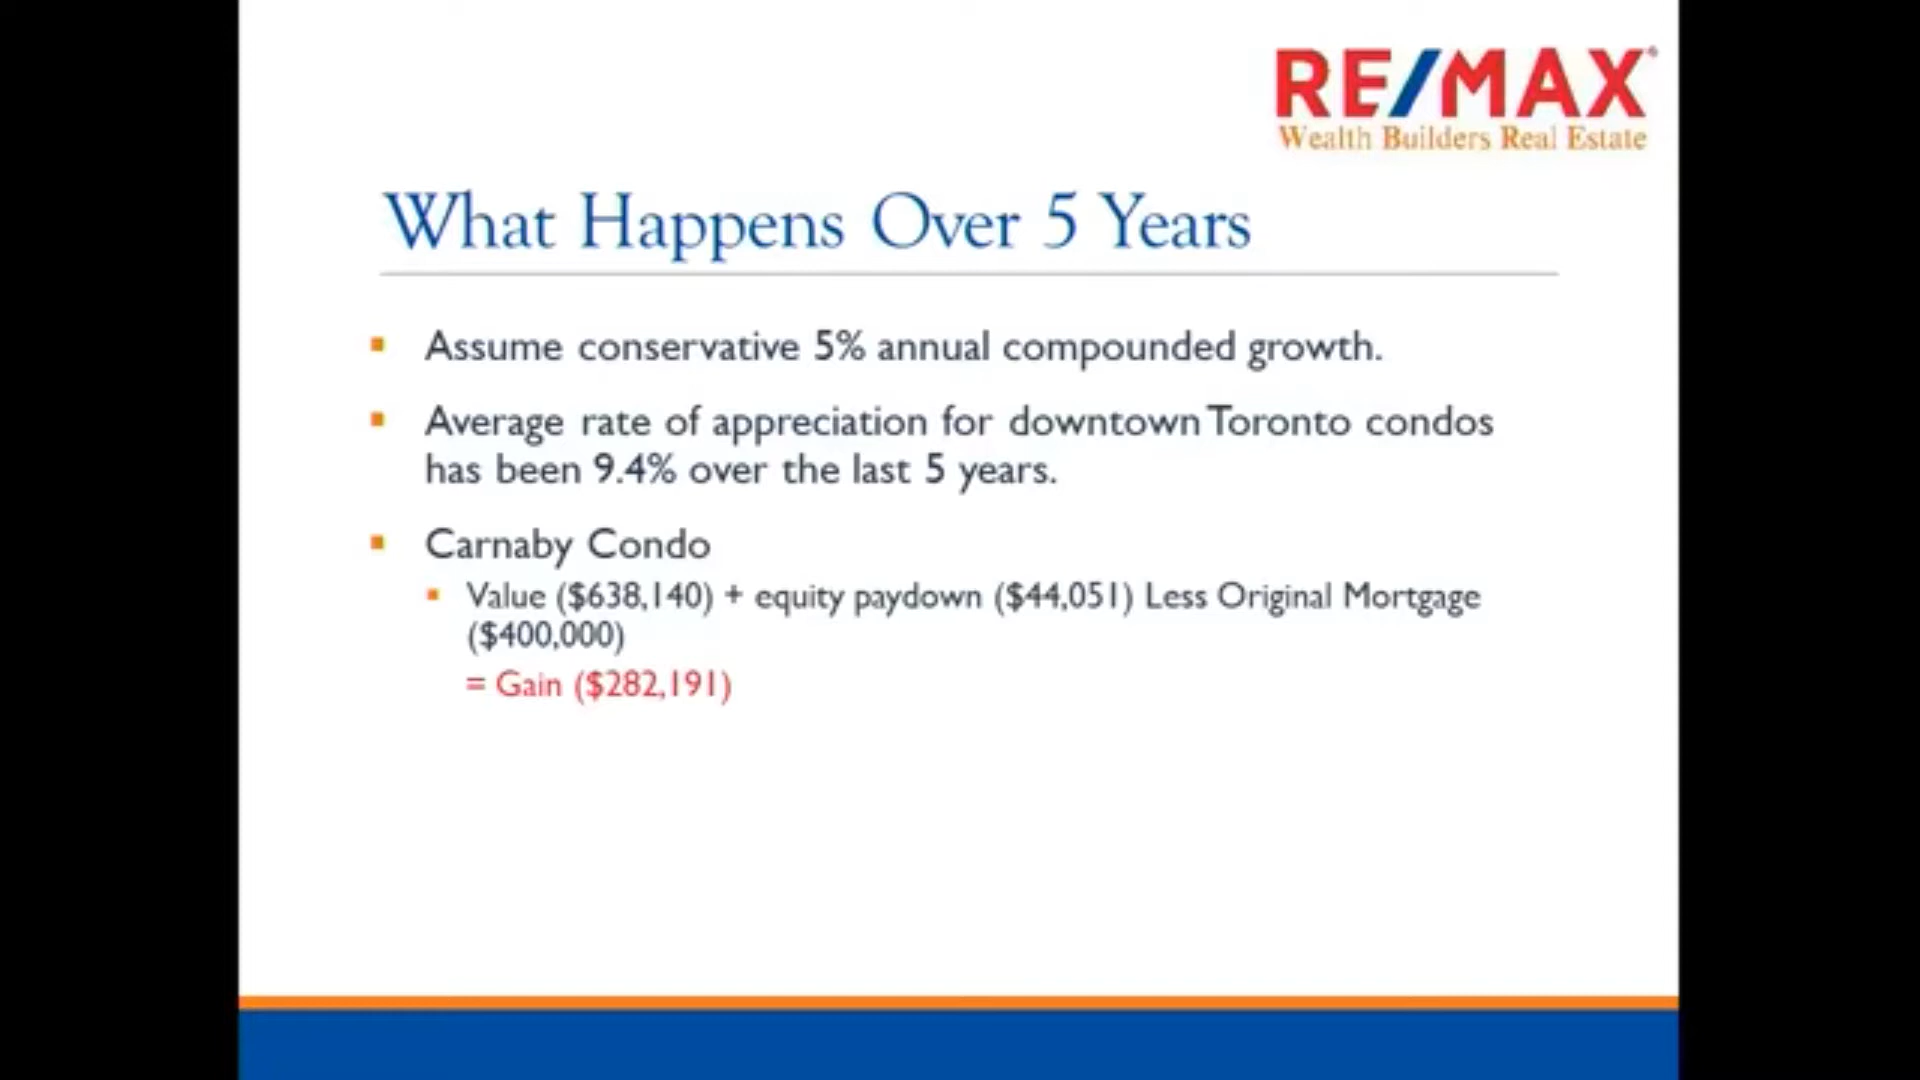 RE/MAX®
Wealth Builders Real Estate
What Happens Over 5 Years
Assume conservative 5% annual compounded growth.
Average rate of appreciation for downtown Toronto condos
has been 9.4% over the last 5 years.
Carnaby Condo
Value ($638,140) + equity paydown ($44,051) Less Original Mortgage
($400,000)
= Gain ($282,191)